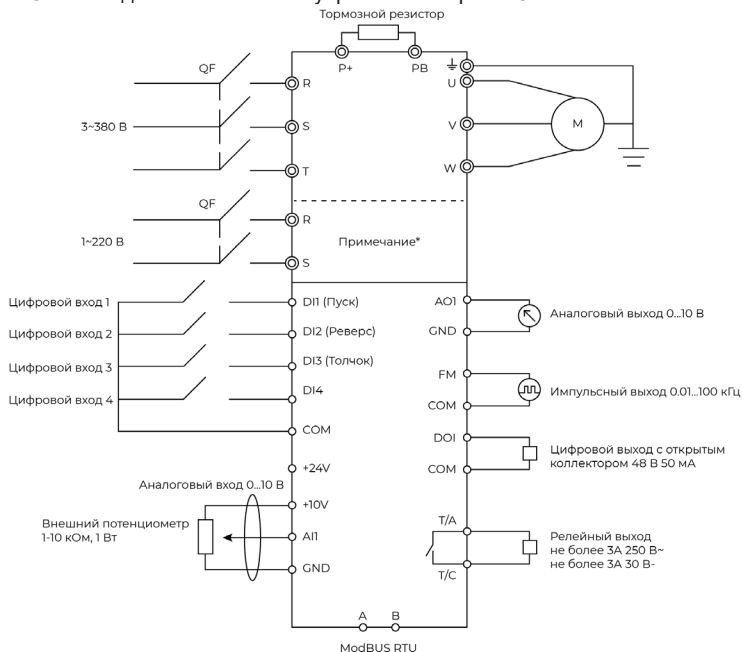 Тормозной резистор
P+
PB
QF
R
3~380 В
S
T
U
V
W
M
QF
R
1~220 В
S
Примечание*
Цифровой вход 1
DI1 (Пуск)
Цифровой вход 2
DI2 (Реверс)
Цифровой вход 3
DI3 (Толчок)
Цифровой вход 4
DI4
COM
+24V
Аналоговый вход 0...10 В
+10V
Внешний потенциометр
1-10 кОм, 1 Вт
AI1
GND
AO1
Аналоговый выход 0...10 В
GND
FM
Импульсный выход 0.01...100 кГц
COM
DOI
Цифровой выход с открытым
коллектором 48 В 50 мА
COM
T/A
Релейный выход
не более 3А 250 В~
не более 3А 30 В-
T/C
A
B
ModBUS RTU